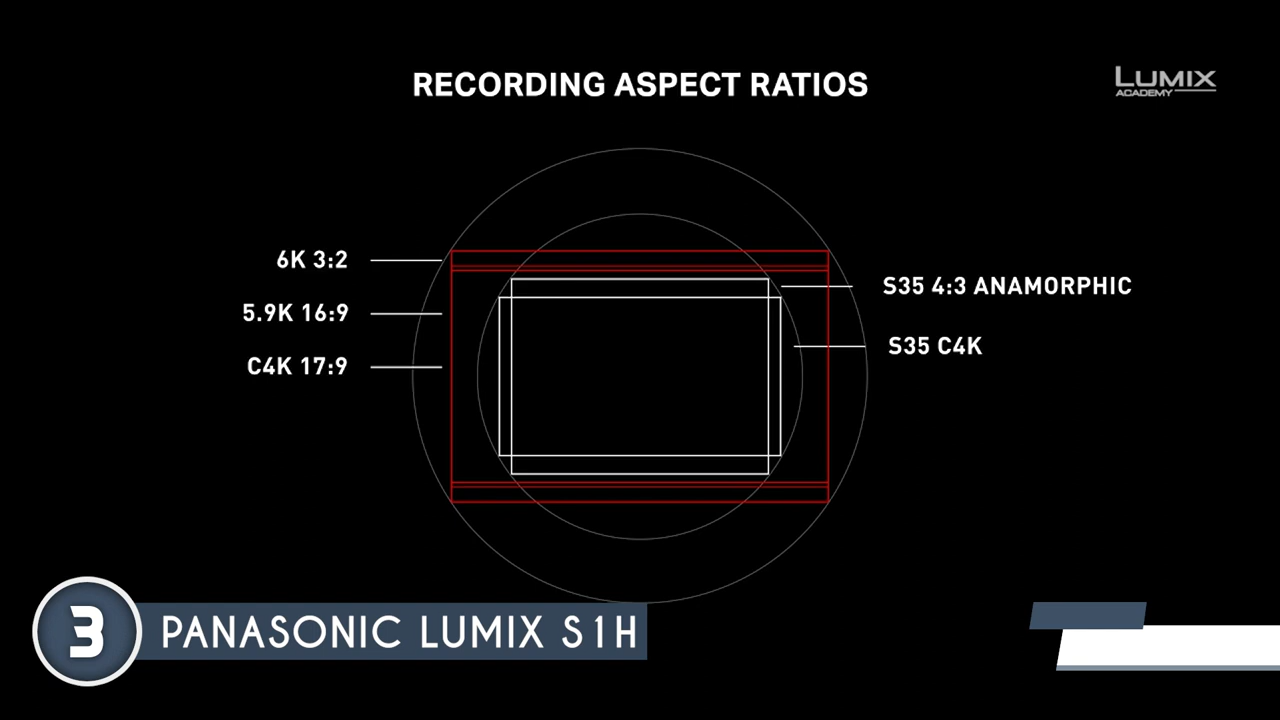 RECORDING ASPECT RATIOS
LUMIX
ACADEMY
6K 3:2
5.9K 16:9
C4K 17:9
S35 4:3 ANAMORPHIC
S35 C4K
3
PANASONIC LUMIX S1H